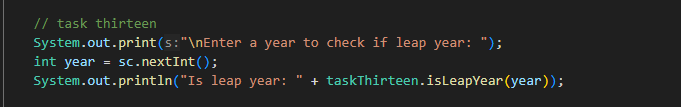 // task thirteen
System.out.print(s:"\nEnter a year to check if leap year: ");
int year = sc.nextInt();
System.out.println("Is leap year: " + taskThirteen.isLeapYear(year));